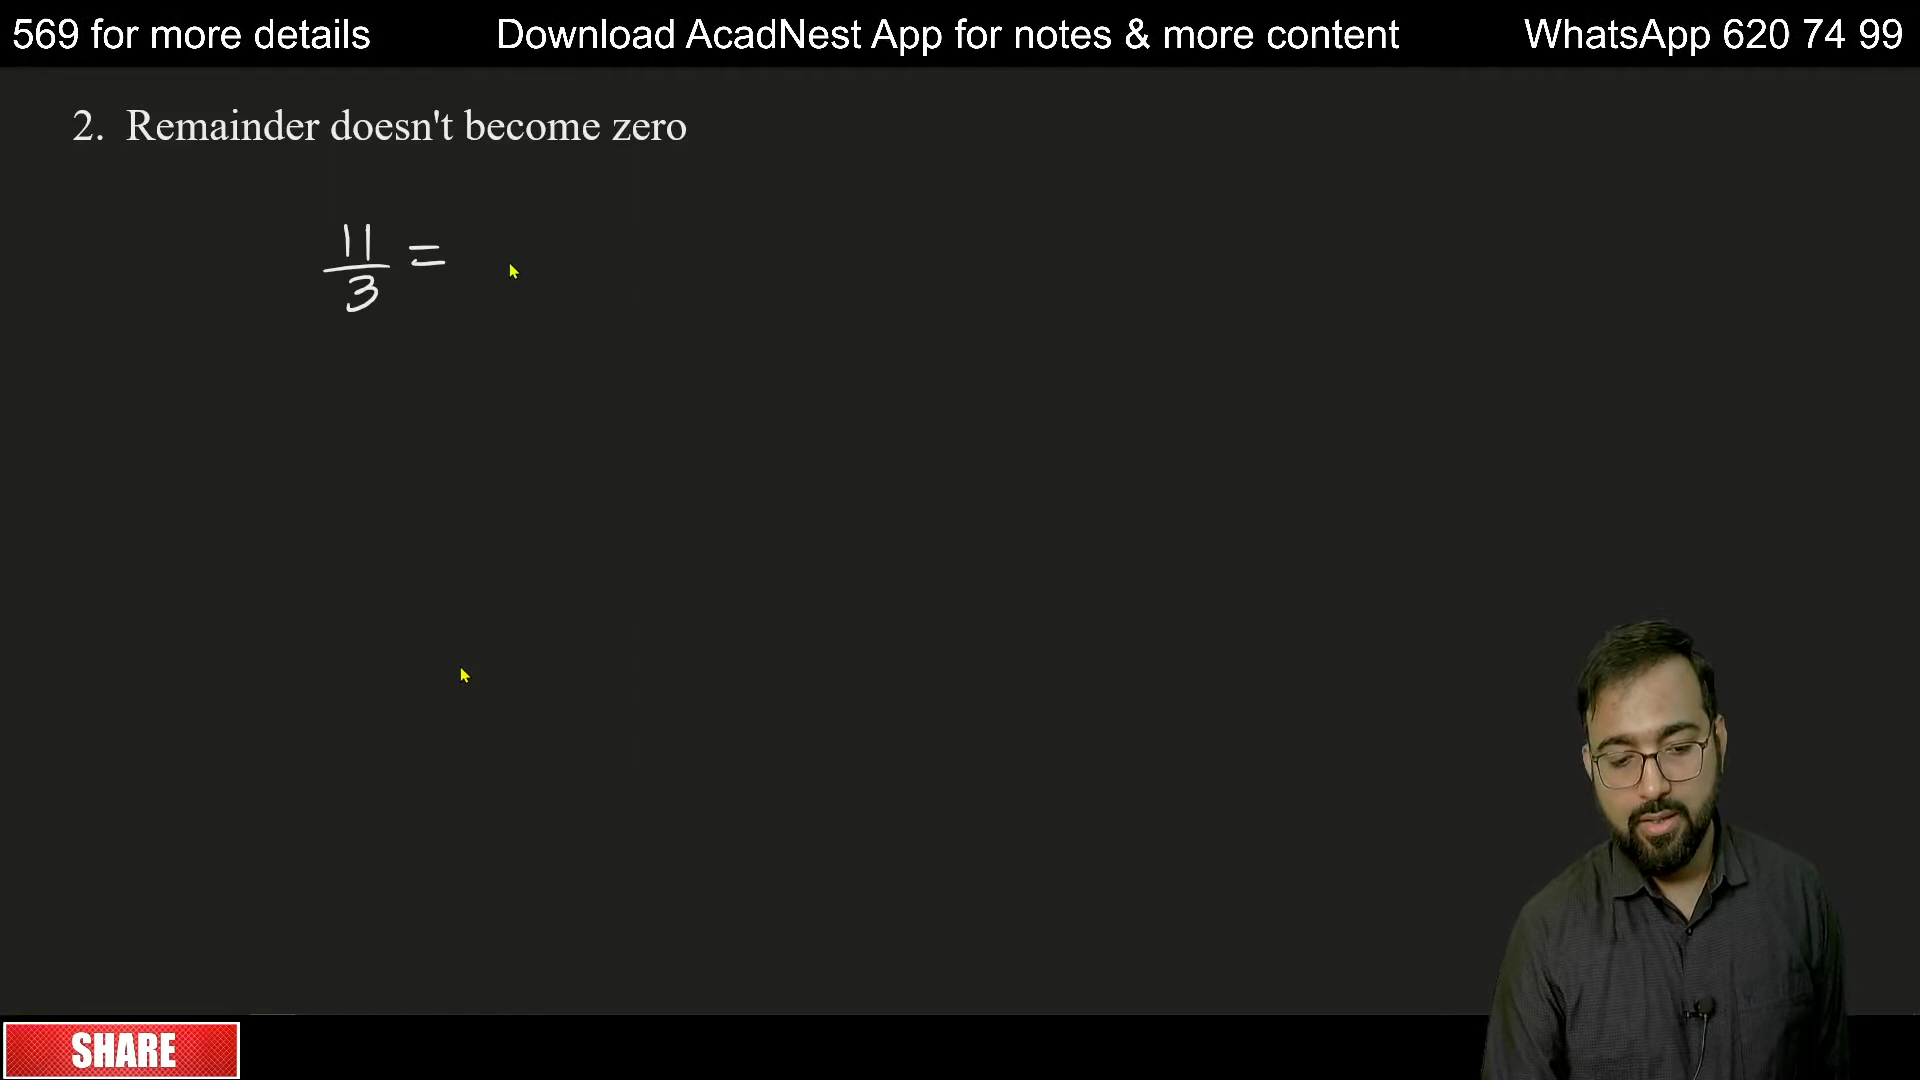 569 for more details Download AcadNest App for notes & more content WhatsApp 620 74 99
2. Remainder doesn't become zero
11
— =
3
SHARE